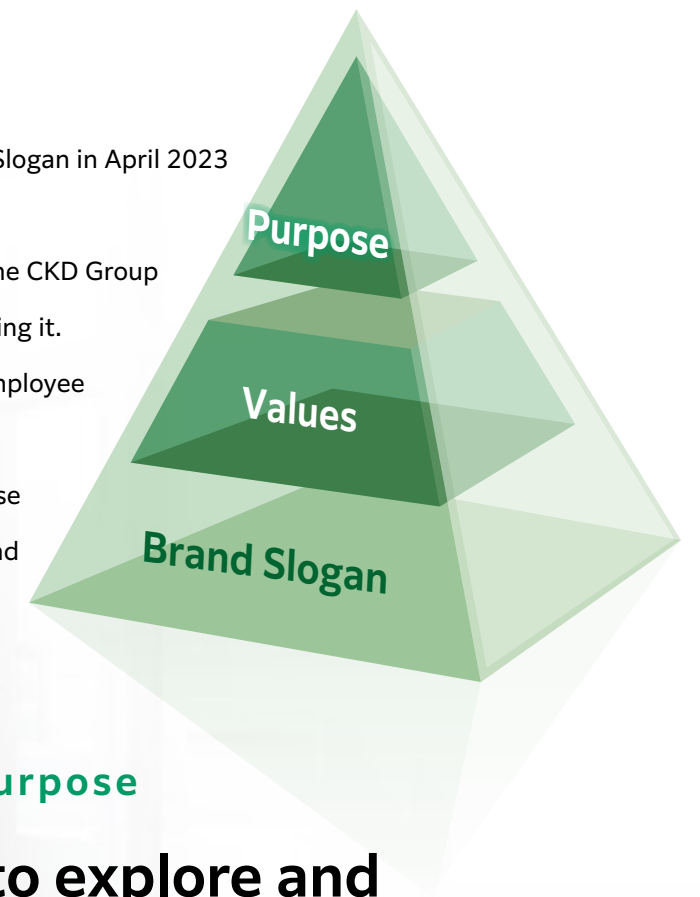 Slogan in April 2023
he CKD Group
ing it.
mployee
se
nd
Purpose
Values
Brand Slogan
urpose
to explore and